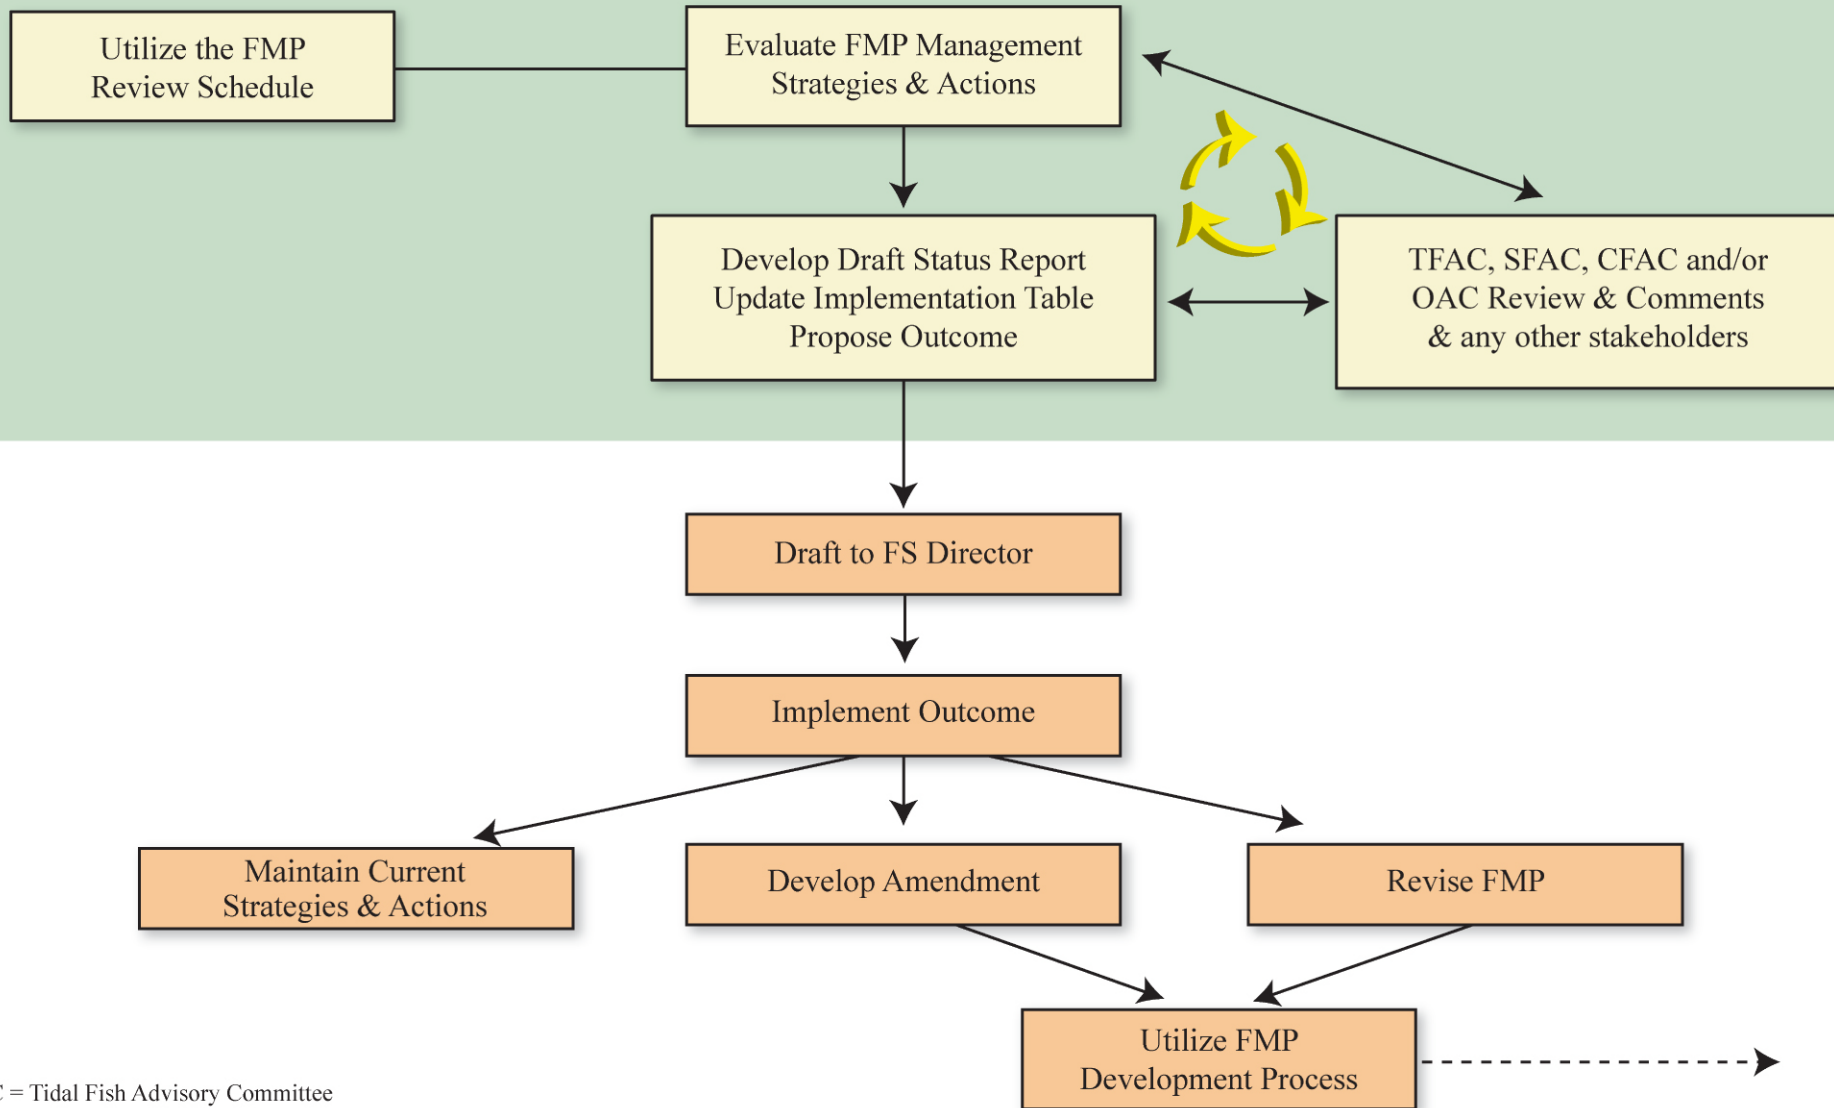 Utilize the FMP
Review Schedule
Evaluate FMP Management
Strategies & Actions
Develop Draft Status Report
Update Implementation Table
Propose Outcome
TFAC, SFAC, CFAC and/or
OAC Review & Comments
& any other stakeholders
Draft to FS Director
Implement Outcome
Maintain Current
Strategies & Actions
Develop Amendment
Revise FMP
Utilize FMP
Development Process
= Tidal Fish Advisory Committee